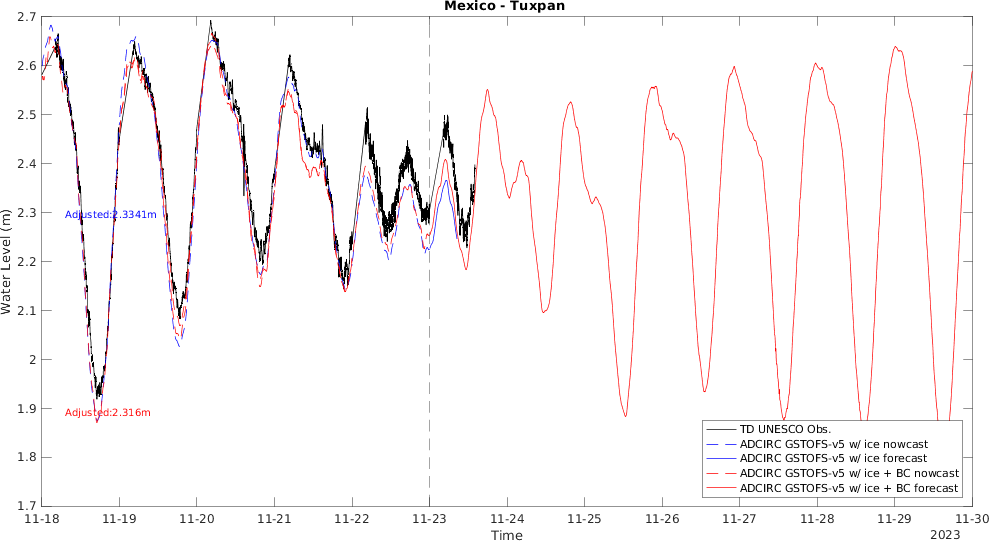 Mexico - Tuxpan
2.7
2.6
2.5
2.4
2.3
2.2
2.1
2
1.9
1.8
1.7
Water Level (m)
Adjusted:2.3341m
Adjusted:2.316m
TD UNESCO Obs.
ADCIRC GSTOFS-v5 w/ ice nowcast
ADCIRC GSTOFS-v5 w/ ice forecast
ADCIRC GSTOFS-v5 w/ ice + BC nowcast
ADCIRC GSTOFS-v5 w/ ice + BC forecast
11-18 11-19 11-20 11-21 11-22 11-23 11-24 11-25 11-26 11-27 11-28 11-29 11-30
Time
2023